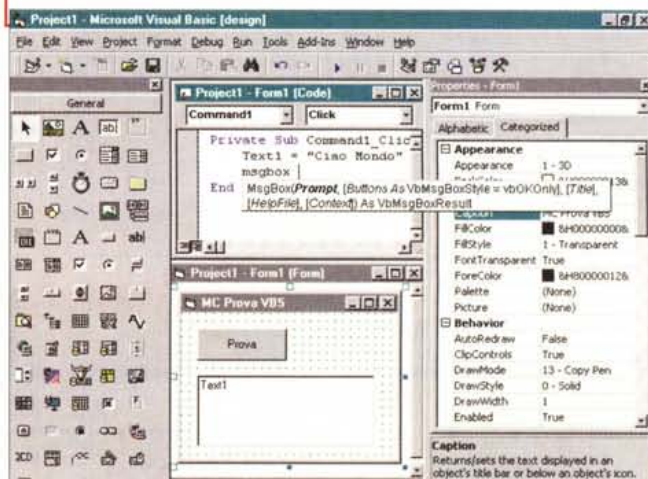 Project1 - Microsoft Visual Basic [design]
File Edit View Project Format Debug Run Tools Add-Ins Window Help
General
A ab|
A ab|
Project1 - Form1 (Code)
Command1 Click
Private Sub Command1_Clic
Text1 = "Ciao Mondo"
msgbox
End
MsgBox(Prompt, [Buttons As VbMsgBoxStyle = vbOKOnly], [Title],
[HelpFile], [Context]) As VbMsgBoxResult
Project1 - Form1 (Form)
MC Prova VB5
Prova
Text1
Properties - Form1
Form1 Form
Alphabetic Categorized
Appearance
Appearance 1 - 3D
Caption MC Prova VB5
FillColor &H00000000&
FillStyle 1 - Transparent
FontTransparent True
ForeColor &H80000012&
Palette (None)
Picture (None)
Behavior
AutoRedraw False
ClipControls True
DrawMode 13 - Copy Pen
DrawStyle 0 - Solid
DrawWidth 1
Enabled True
Caption
Returns/sets the text displayed in an
object's title bar or below an object's icon.